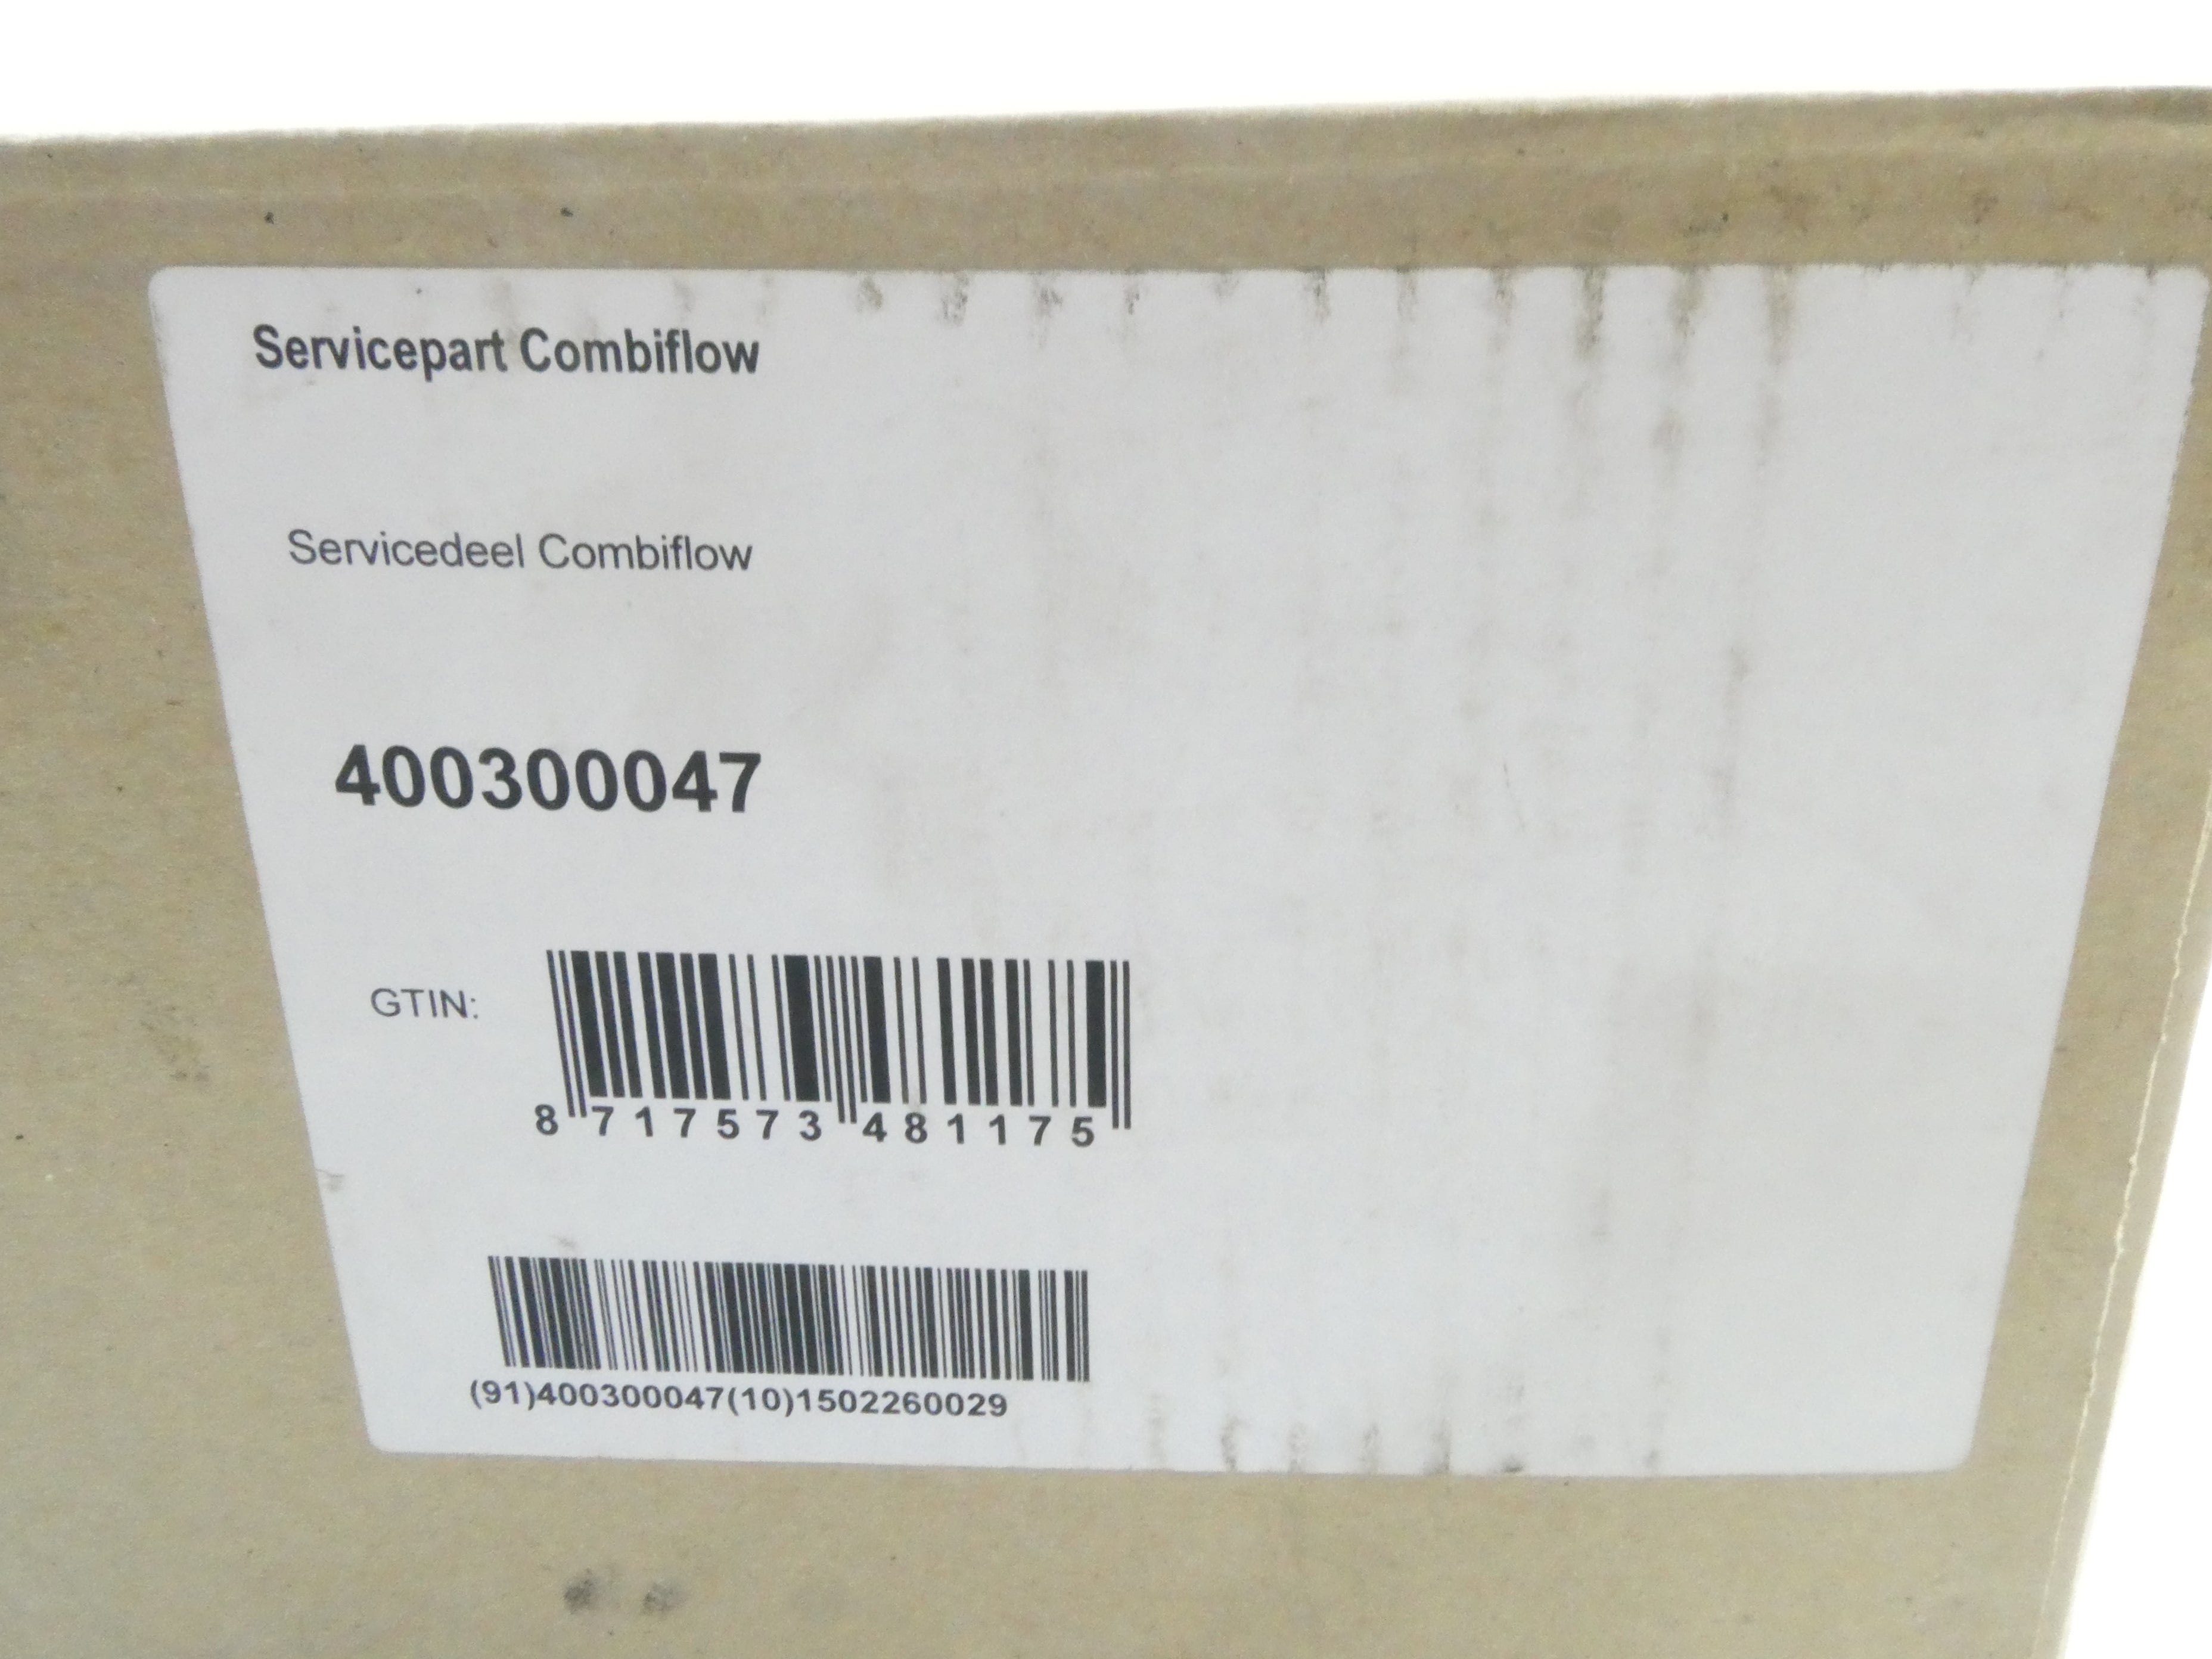 Servicepart Combiflow
Servicedeel Combiflow
400300047
GTIN:
8 717573 481175
(91)400300047(10)1502260029